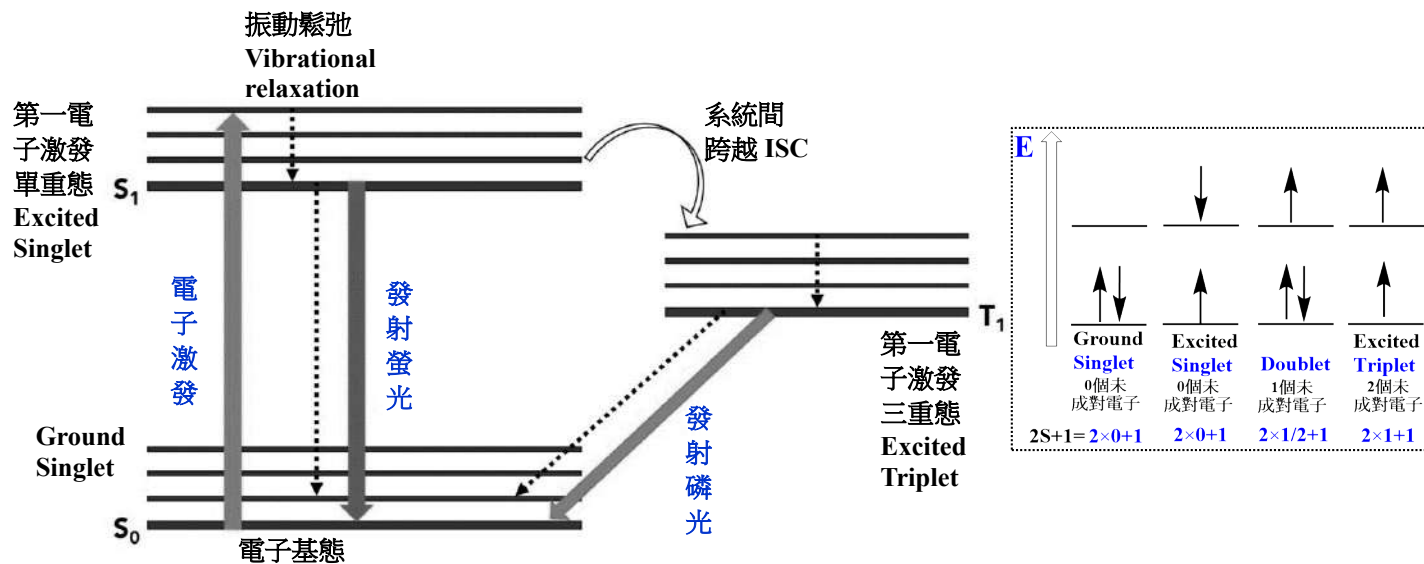 振動鬆弛
Vibrational
relaxation
第一電
子激發
單重態
Excited
Singlet
S1
系統間
跨越 ISC
電
子
激
發
發
射
螢
光
T1
第一電
子激發
三重態
Excited
Triplet
發
射
磷
光
Ground
Singlet
S0
電子基態
E
Ground
Singlet
0個未
成對電子
Excited
Singlet
0個未
成對電子
Doublet
1個未
成對電子
Excited
Triplet
2個未
成對電子
2S+1= 2×0+1 2×0+1 2×1/2+1 2×1+1